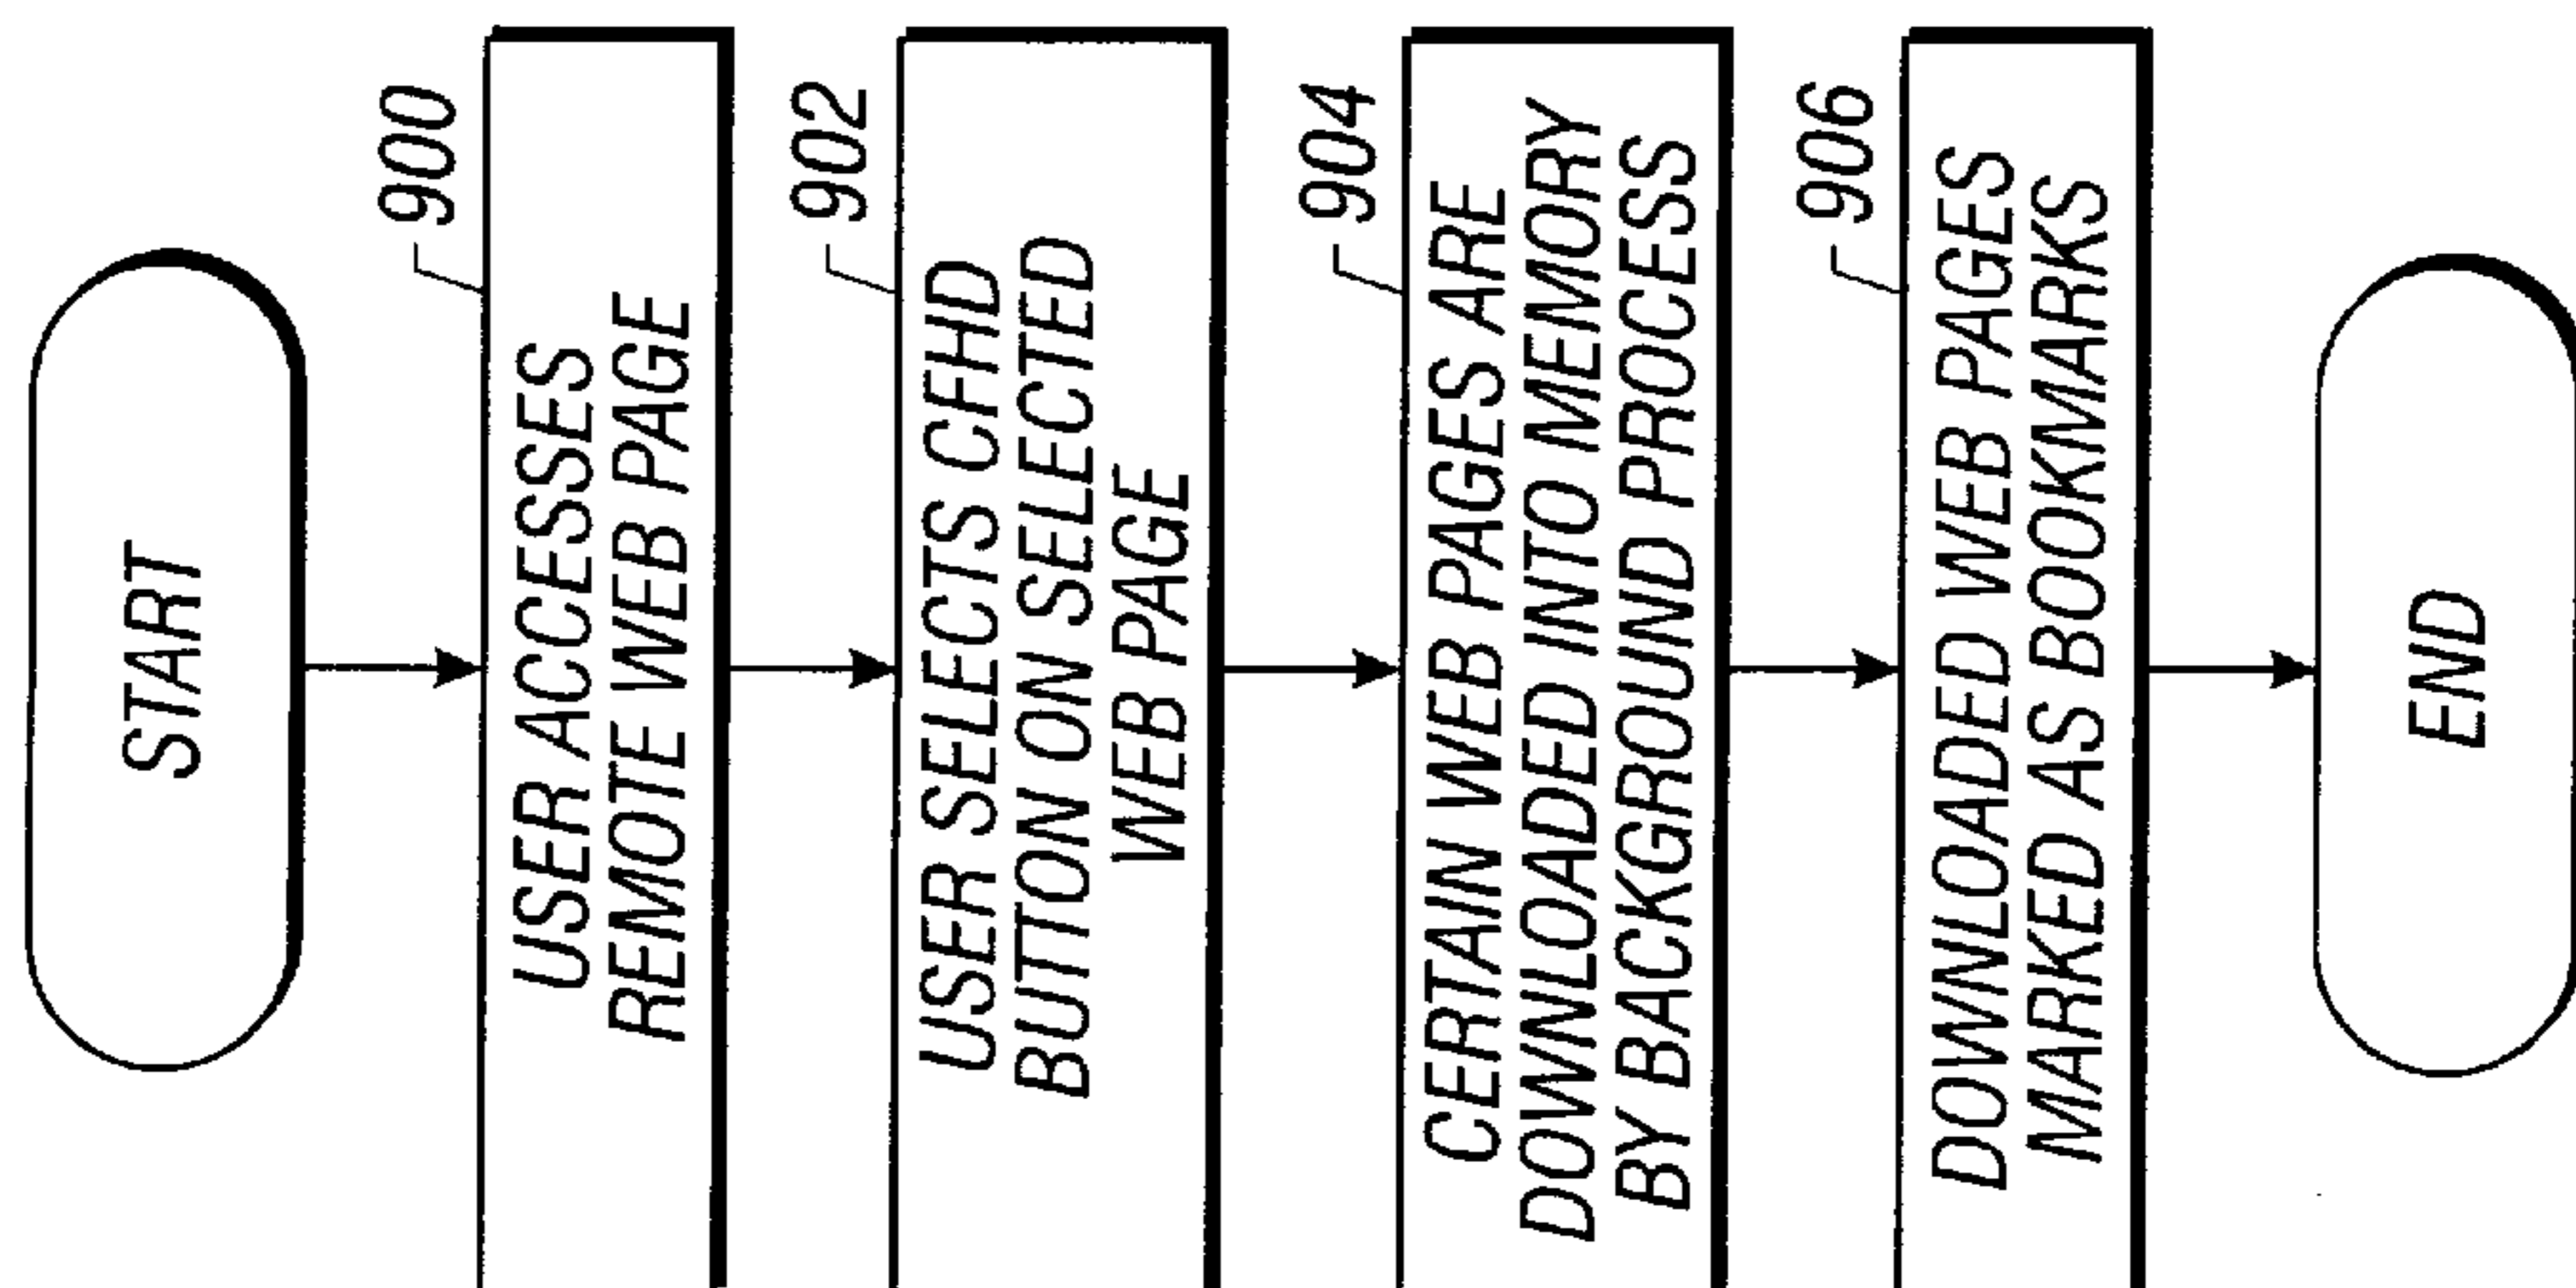 START
900
USER ACCESSES
REMOTE WEB PAGE
902
USER SELECTS CFHD
BUTTON ON SELECTED
WEB PAGE
904
CERTAIN WEB PAGES ARE
DOWNLOADED INTO MEMORY
BY BACKGROUND PROCESS
906
DOWNLOADED WEB PAGES
MARKED AS BOOKMARKS
END